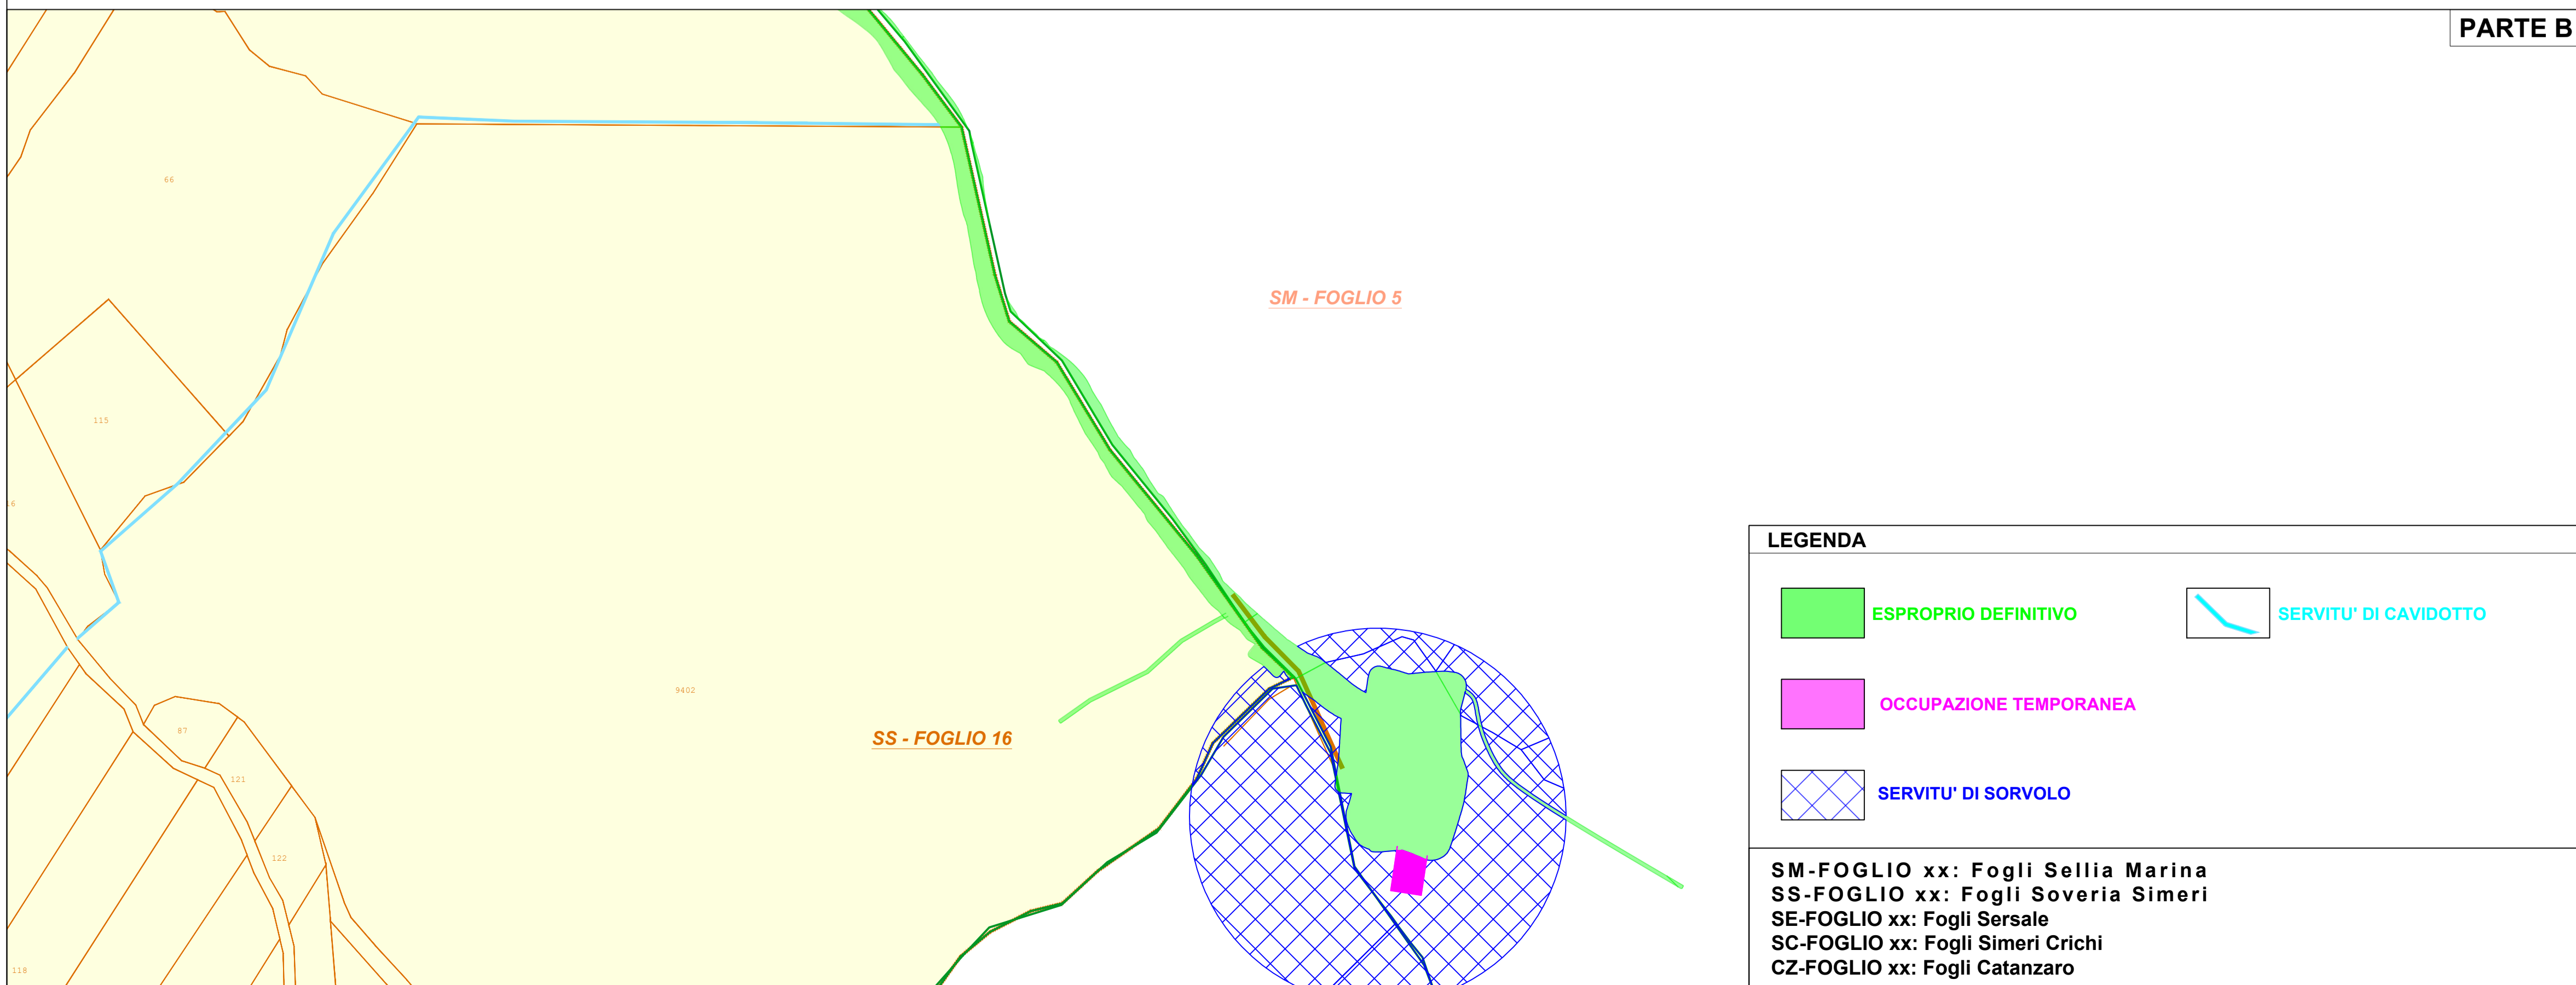 PARTE B
66
SM - FOGLIO 5
115
LEGENDA
ESPROPRIO DEFINITIVO
SERVITU' DI CAVIDOTTO
9402
OCCUPAZIONE TEMPORANEA
87
SS - FOGLIO 16
121
SERVITU' DI SORVOLO
122
SM-FOGLIO xx: Fogli Sellia Marina
SS-FOGLIO xx: Fogli Soveria Simeri
SE-FOGLIO xx: Fogli Sersale
SC-FOGLIO xx: Fogli Simeri Crichi
CZ-FOGLIO xx: Fogli Catanzaro
118